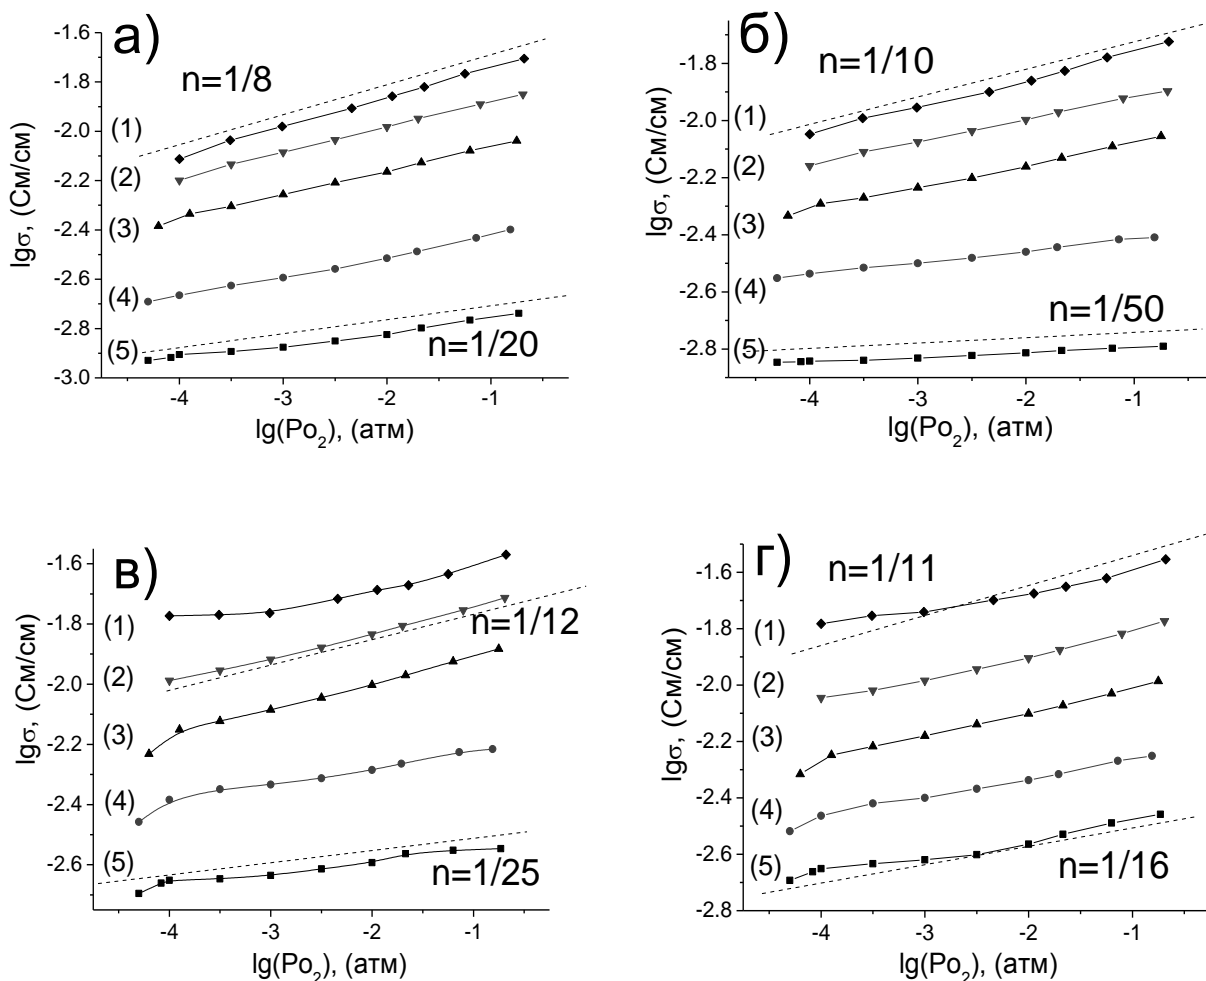 а)
n=1/8
(1)
(2)
(3)
(4)
(5)
n=1/20
-1.6
-1.8
-2.0
-2.2
-2.4
-2.6
-2.8
-3.0
lgσ, (См/см)
-4 -3 -2 -1
lg(Po2), (атм)
б)
n=1/10
(1)
(2)
(3)
(4)
(5)
n=1/50
-1.8
-2.0
-2.2
-2.4
-2.6
-2.8
lgσ, (См/см)
-4 -3 -2 -1
lg(Po2), (атм)
в)
(1)
(2)
(3)
(4)
(5)
n=1/12
n=1/25
-1.6
-1.8
-2.0
-2.2
-2.4
-2.6
lgσ, (См/см)
-4 -3 -2 -1
lg(Po2), (атм)
г)
n=1/11
(1)
(2)
(3)
(4)
(5)
n=1/16
-1.6
-1.8
-2.0
-2.2
-2.4
-2.6
-2.8
lgσ, (См/см)
-4 -3 -2 -1
lg(Po2), (атм)